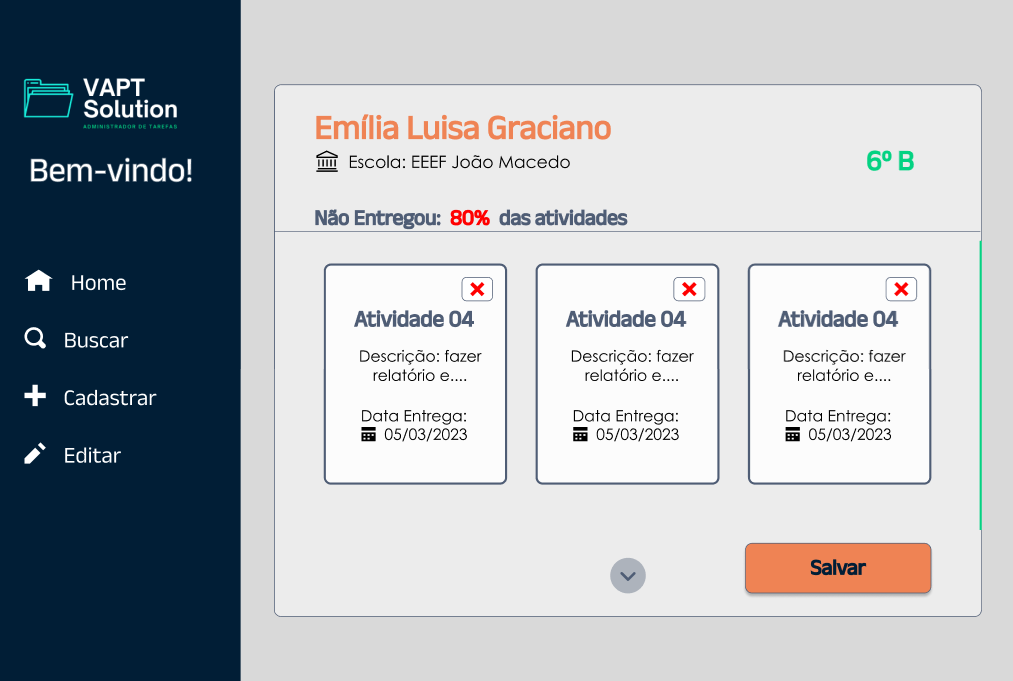 VAPT
Solution
ADMINISTRADOR DE TAREFAS
Bem-vindo!
Home
Buscar
Cadastrar
Editar
Emília Luisa Graciano
Escola: EEEF João Macedo
6º B
Não Entregou: 80% das atividades
Atividade 04
Descrição: fazer
relatório e....
Data Entrega:
05/03/2023
Atividade 04
Descrição: fazer
relatório e....
Data Entrega:
05/03/2023
Atividade 04
Descrição: fazer
relatório e....
Data Entrega:
05/03/2023
Salvar